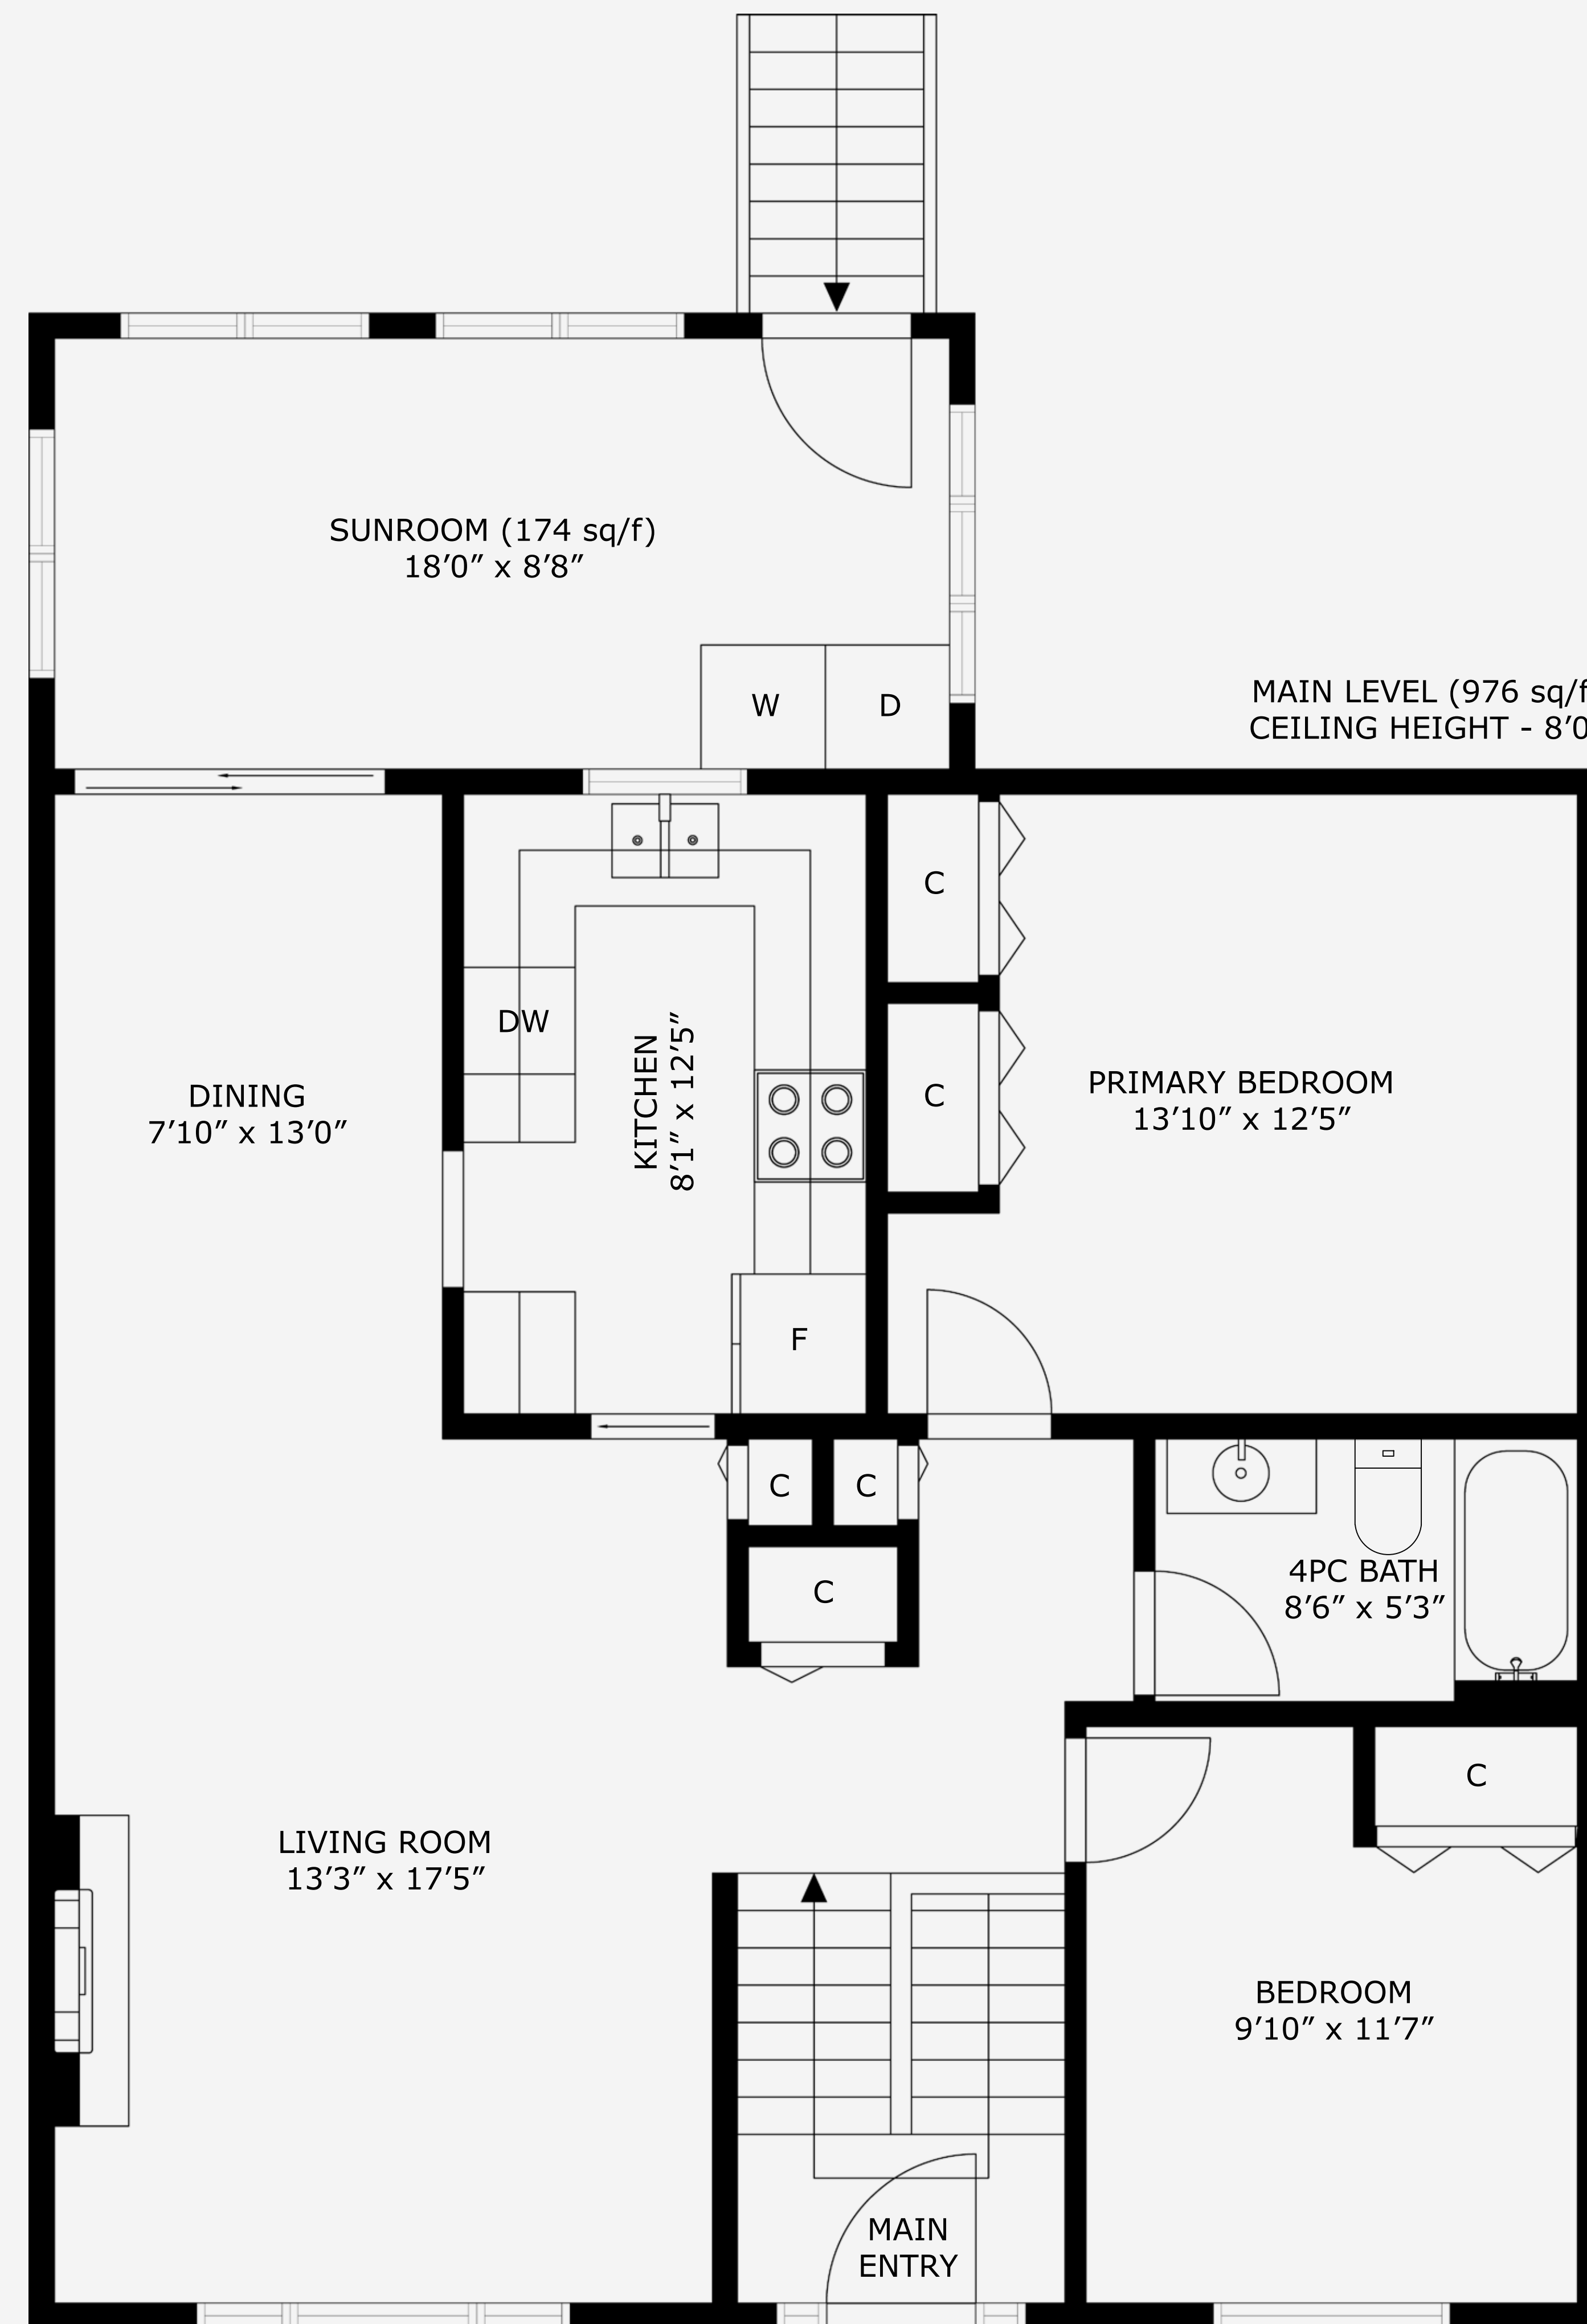 SUNROOM (174 sq/f)
18’0” x 8’8”
W
D
MAIN LEVEL (976 sq/f
CEILING HEIGHT - 8’0
C
DW
KITCHEN
8’1” x 12’5”
DINING
7’10” x 13’0”
C
PRIMARY BEDROOM
13’10” x 12’5”
F
C
C
C
4PC BATH
8’6” x 5’3”
C
LIVING ROOM
13’3” x 17’5”
BEDROOM
9’10” x 11’7”
MAIN
ENTRY